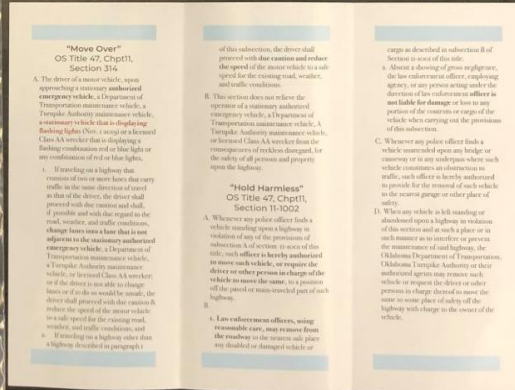 "Move Over"
OS Title 47, Chpt11,
Section 314
A. The driver of a motor vehicle, upon
approaching a stationary authorized
emergency vehicle, a Department of
Transportation maintenance vehicle, a
Turnpike Authority maintenance vehicle,
a stationary vehicle that is displaying
flashing lights (Nov. 1 2021) or a licensed
Class AA wrecker that is displaying a
flashing combination red or blue light or
any combination of red or blue lights,
1. If traveling on a highway that
consists of two or more lanes that carry
traffic in the same direction of travel
as that of the driver, the driver shall
proceed with due caution and shall,
if possible and with due regard to the
road, weather, and traffic conditions,
change lanes into a lane that is not
adjacent to the stationary authorized
emergency vehicle, a Department of
Transportation maintenance vehicle,
a Turnpike Authority maintenance
vehicle, or licensed Class AA wrecker;
or if the driver is not able to change
lanes or if to do so would be unsafe, the
driver shall proceed with due caution &
reduce the speed of the motor vehicle
to a safe speed for the existing road,
weather, and traffic conditions, and
2. If traveling on a highway other than
a highway described in paragraph 1
of this subsection, the driver shall
proceed with due caution and reduce
the speed of the motor vehicle to a safe
speed for the existing road, weather,
and traffic conditions.
B. This section does not relieve the
operator of a stationary authorized
emergency vehicle, a Department of
Transportation maintenance vehicle, a
Turnpike Authority maintenance vehicle,
or licensed Class AA wrecker from the
consequences of reckless disregard, for
the safety of all persons and property
upon the highway.
"Hold Harmless"
OS Title 47, Chpt11,
Section 11-1002
A. Whenever any police officer finds a
vehicle standing upon a highway in
violation of any of the provisions of
subsection A of section 11-1001 of this
title, such officer is hereby authorized
to move such vehicle, or require the
driver or other person in charge of the
vehicle to move the same, to a position
off the paved or main-traveled part of such
highway.
B.
1. Law enforcement officers, using
reasonable care, may remove from
the roadway to the nearest safe place
any disabled or damaged vehicle or
cargo as described in subsection B of
Section 11-1001 of this title.
2. Absent a showing of gross negligence,
the law enforcement officer, employing
agency, or any person acting under the
direction of law enforcement officer is
not liable for damage or loss to any
portion of the contents or cargo of the
vehicle when carrying out the provisions
of this subsection.
C. Whenever any police officer finds a
vehicle unattended upon any bridge or
causeway or in any underpass where such
vehicle constitutes an obstruction to
traffic, such officer is hereby authorized
to provide for the removal of such vehicle
to the nearest garage or other place of
safety.
D. When any vehicle is left standing or
abandoned upon a highway in violation
of this section and at such a place or in
such manner as to interfere or prevent
the maintenance of said highway, the
Oklahoma Department of Transportation,
Oklahoma Turnpike Authority or their
authorized agents may remove such
vehicle or request the driver or other
persons in charge thereof to move the
same to some place of safety off the
highway with charge to the owner of the
vehicle.